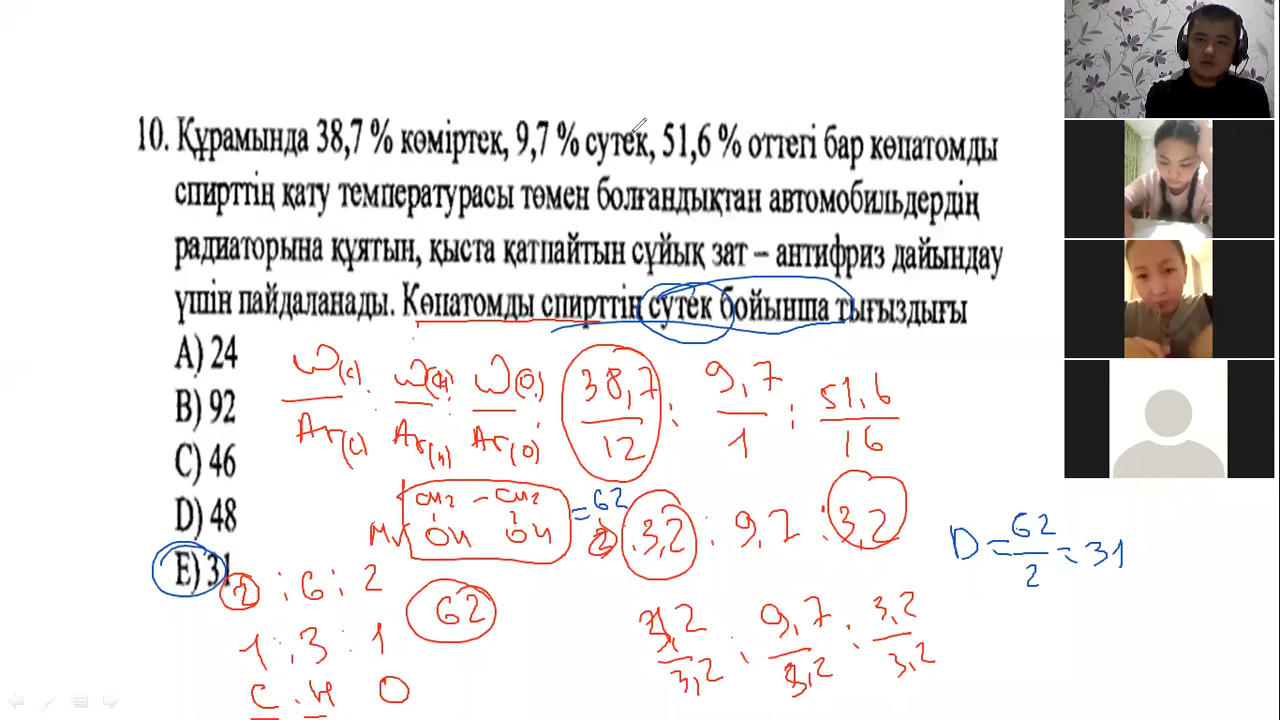 10. Құрамында 38,7 % көміртек, 9,7 % сутек, 51,6 % оттегі бар көпатомды
спирттің қату температурасы төмен болғандықтан автомобильдердің
радиаторына құятын, қыста қатпайтын сұйық зат – антифриз дайындау
үшін пайдаланады. Көпатомды спирттің сутек бойынша тығыздығы
A) 24
B) 92
C) 46
D) 48
E) 31
W(c) : W(H) : W(O) 38,7 : 9,7 : 51,6
Ar(c) Ar(H) Ar(O) 12 1 16
CH2 – CH2 = 62
Mr OH OH 3,2 : 9,7 : 3,2
D = 62/2 = 31
2 : 6 : 2
62
3,2/3,2 : 9,7/3,2 : 3,2/3,2
1 : 3 : 1
C . H O